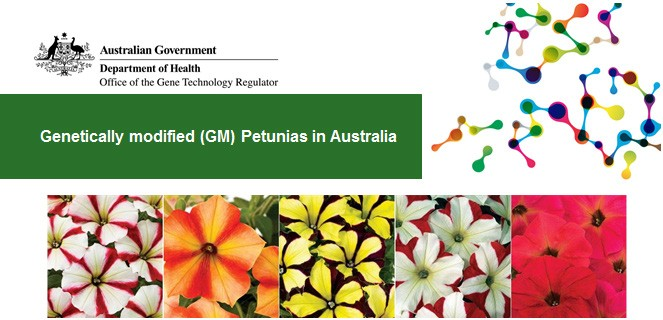 Australian Government
Department of Health
Office of the Gene Technology Regulator
Genetically modified (GM) Petunias in Australia